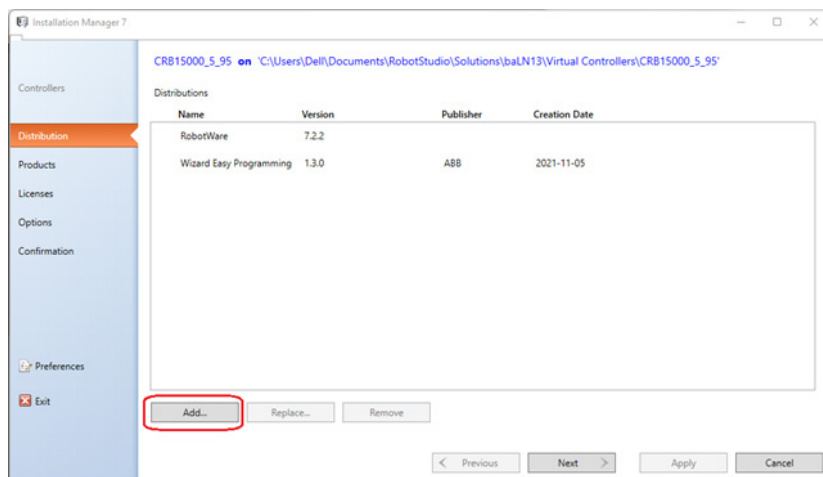 Installation Manager 7
CRB15000_5_95 on 'C:\Users\Dell\Documents\RobotStudio\Solutions\baLN13\Virtual Controllers\CRB15000_5_95'
Controllers
Distribution
Products
Licenses
Options
Confirmation
Preferences
Exit
Distributions
Name Version Publisher Creation Date
RobotWare 7.2.2
Wizard Easy Programming 1.3.0 ABB 2021-11-05
Add... Replace... Remove
< Previous Next > Apply Cancel